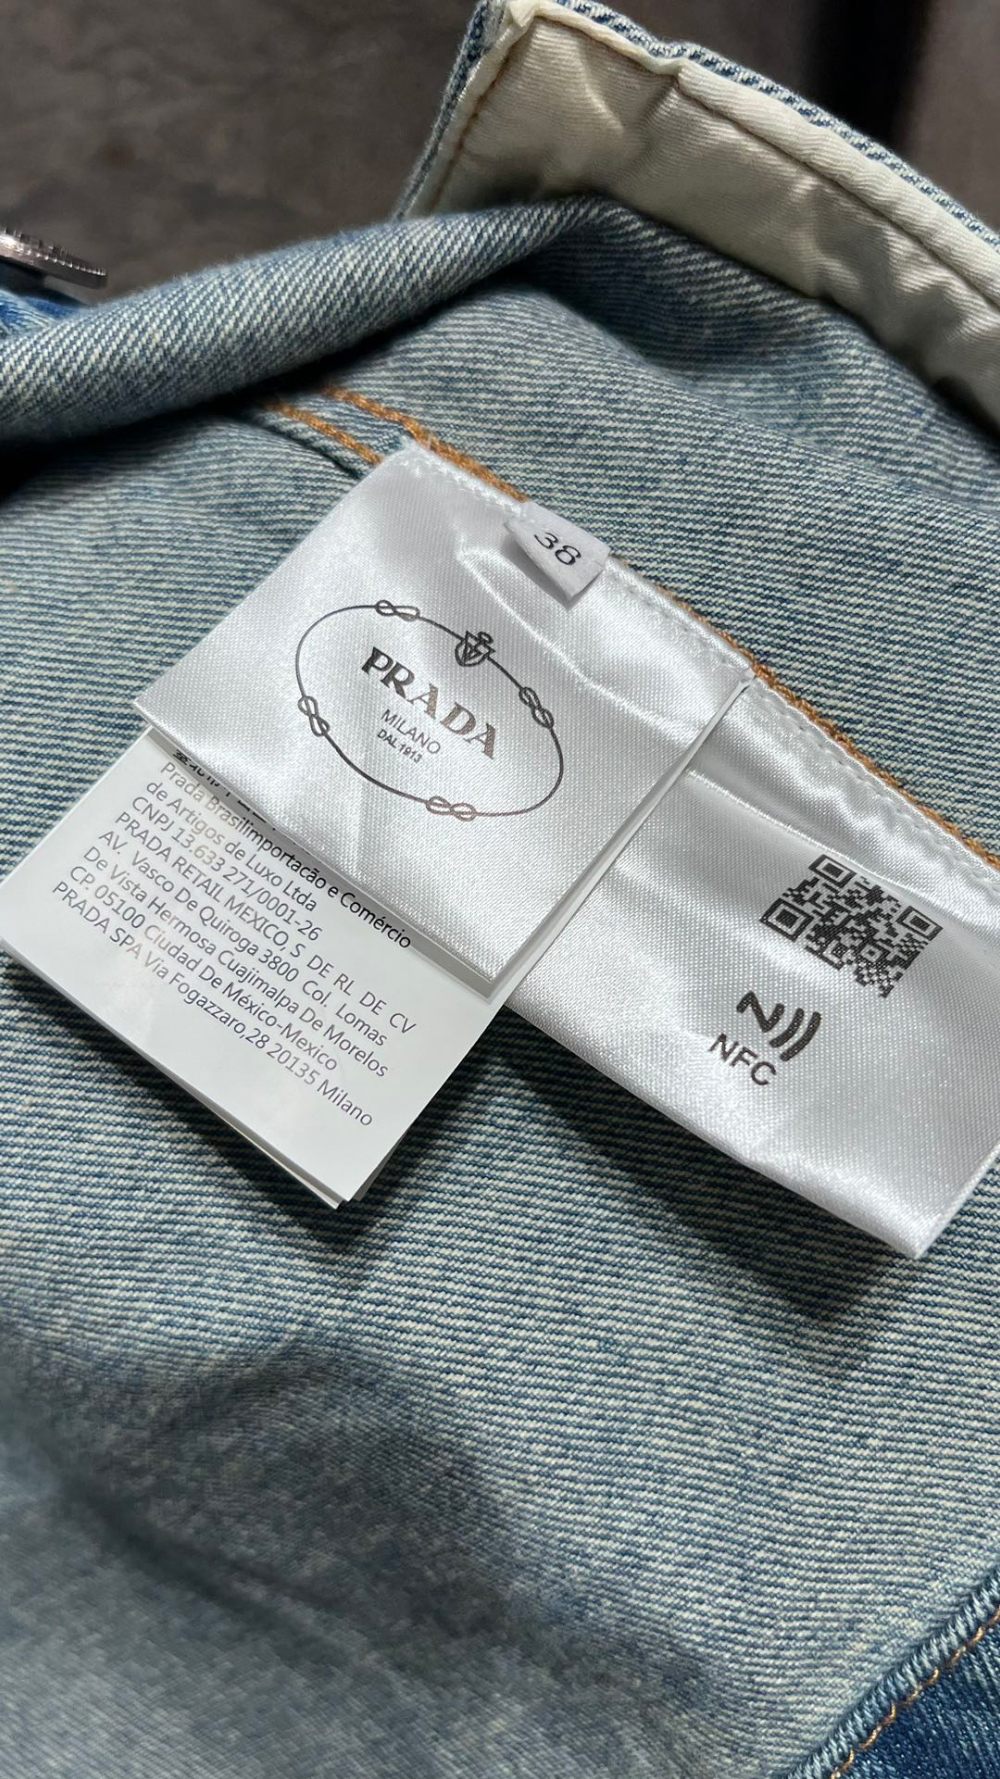 38
PRADA
MILANO
DAL 1913
Prada Brasilimportacão e Comércio
de Artigos de Luxo Ltda
CNPJ 13.633 271/0001-26
PRADA RETAIL MEXICO, S DE RL DE CV
AV. Vasco De Quiroga 3800 Col. Lomas
De Vista Hermosa Cuajimalpa De Morelos
CP. 05100 Ciudad De México-Mexico
PRADA SPA Via Fogazzaro,28 20135 Milano
NFC